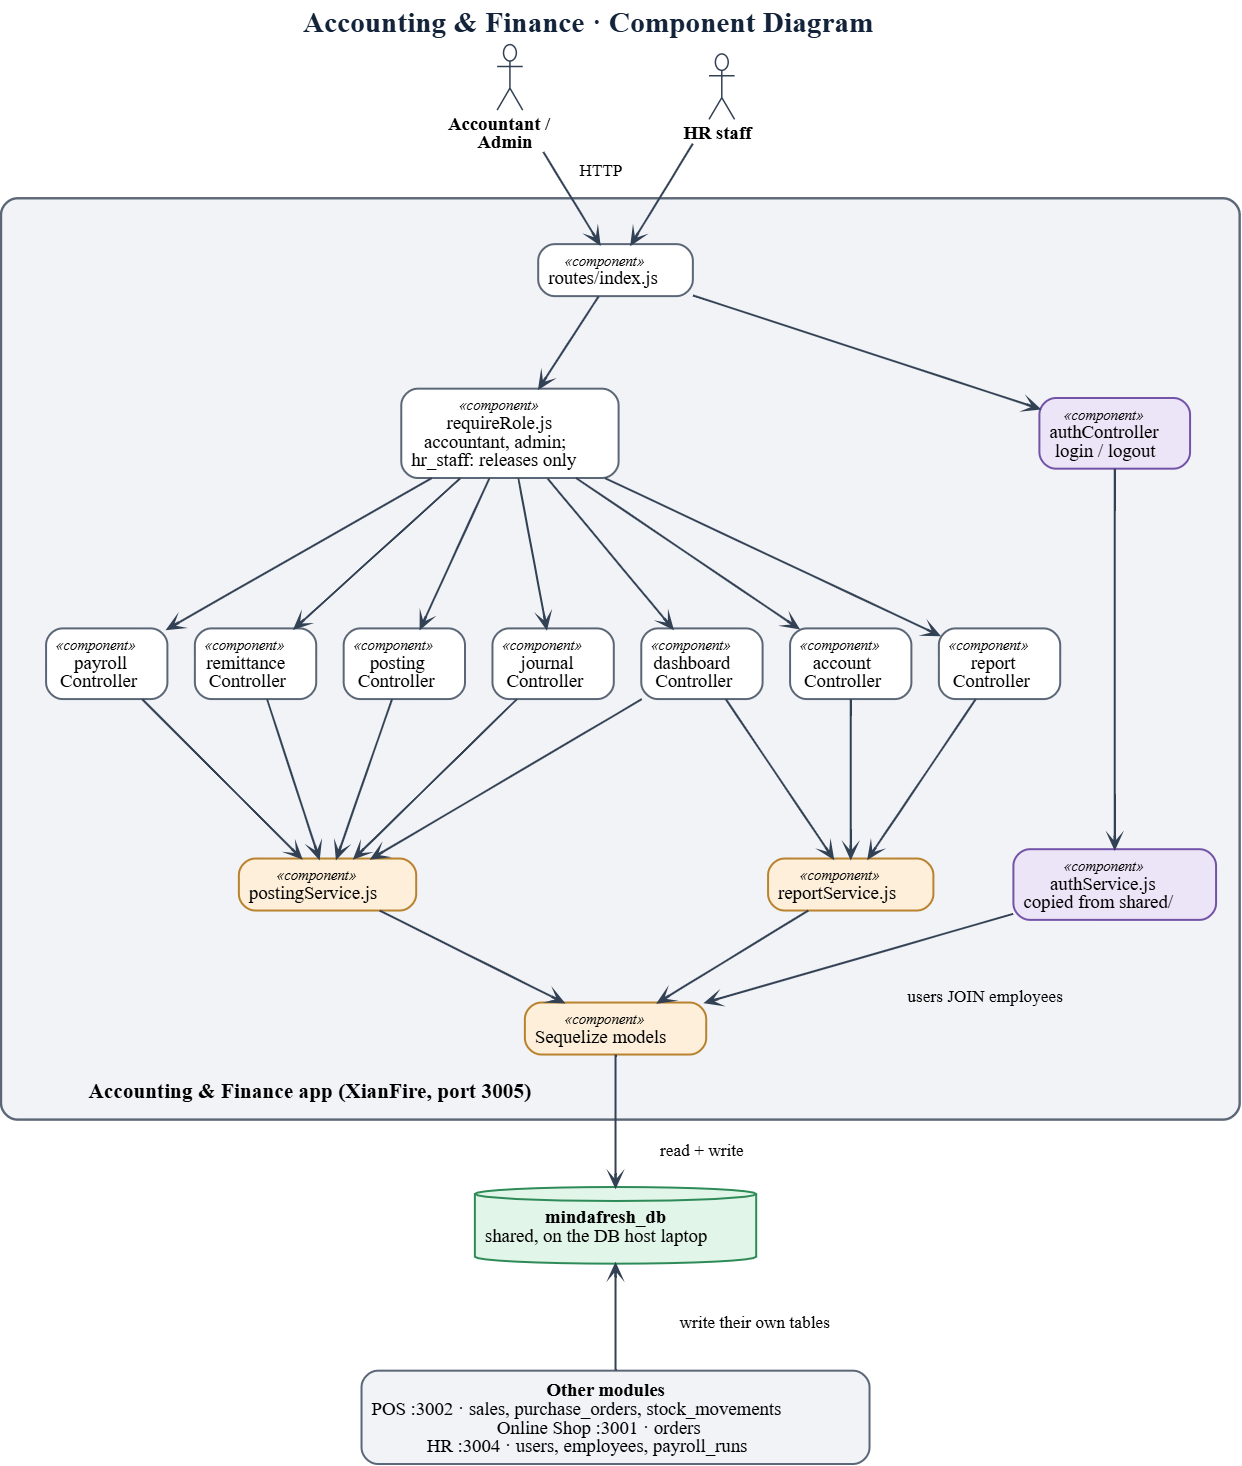 Accounting & Finance · Component Diagram
Accountant /
Admin
HR staff
HTTP
«component»
routes/index.js
«component»
requireRole.js
accountant, admin;
hr_staff: releases only
«component»
authController
login / logout
«component»
payroll
Controller
«component»
remittance
Controller
«component»
posting
Controller
«component»
journal
Controller
«component»
dashboard
Controller
«component»
account
Controller
«component»
report
Controller
«component»
postingService.js
«component»
reportService.js
«component»
authService.js
copied from shared/
users JOIN employees
«component»
Sequelize models
Accounting & Finance app (XianFire, port 3005)
read + write
mindafresh_db
shared, on the DB host laptop
write their own tables
Other modules
POS :3002 · sales, purchase_orders, stock_movements
Online Shop :3001 · orders
HR :3004 · users, employees, payroll_runs